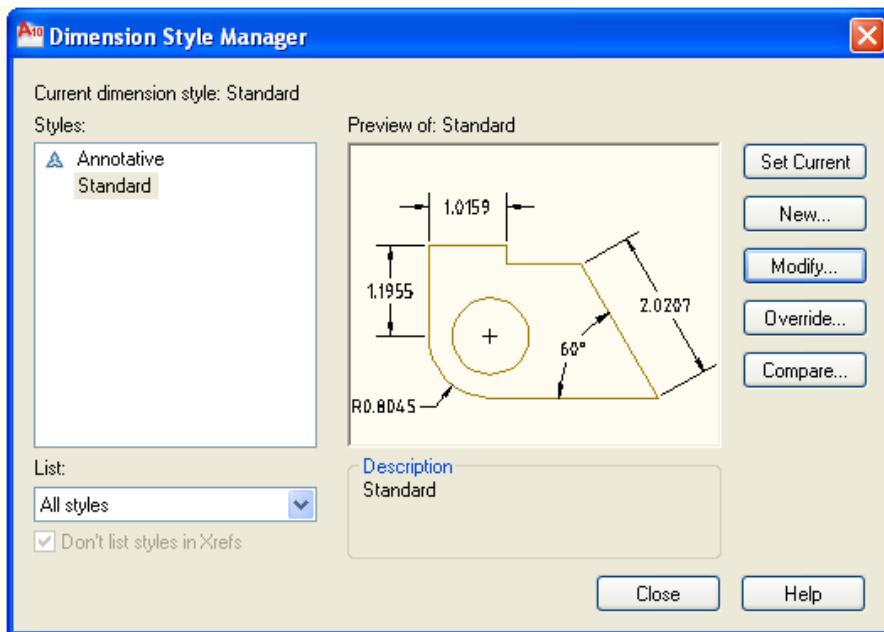 A10 Dimension Style Manager
Current dimension style: Standard
Styles:
Annotative
Standard
List:
All styles
Don't list styles in Xrefs
Preview of: Standard
1.0159
1.1955
2.0207
60°
R0.8045
Description
Standard
Set Current
New...
Modify...
Override...
Compare...
Close
Help